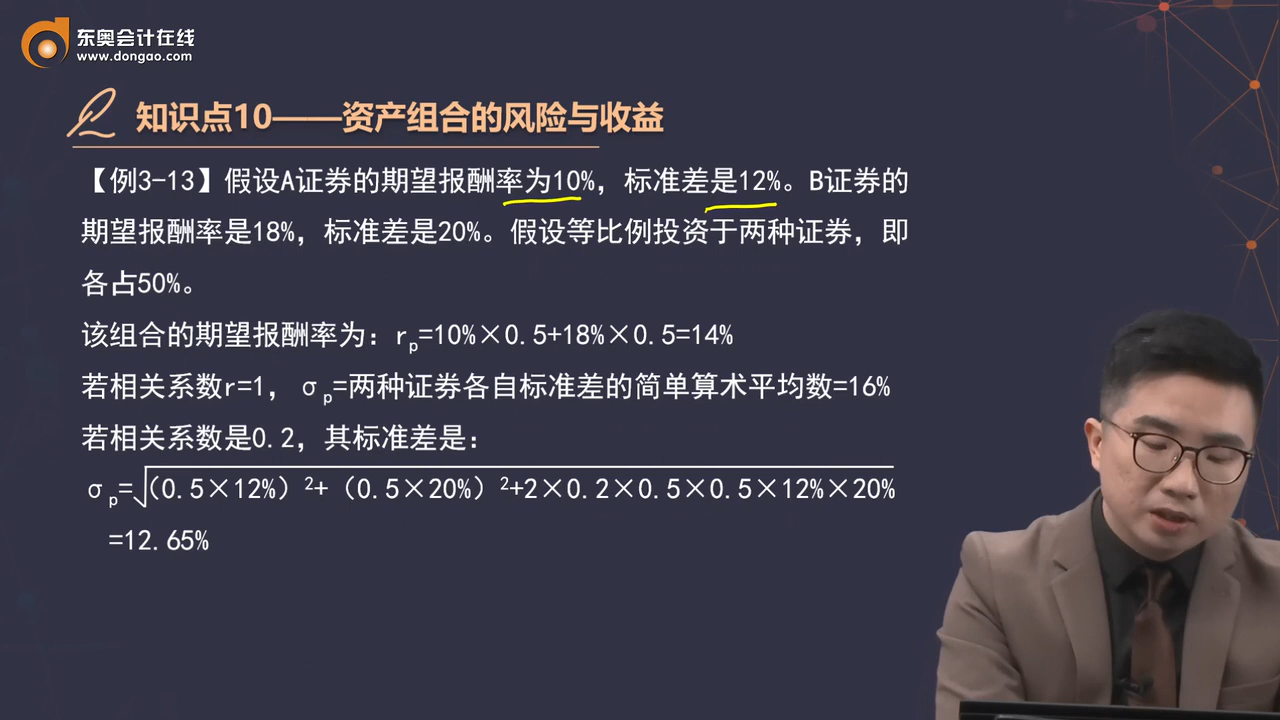 东奥会计在线
www.dongao.com
知识点10——资产组合的风险与收益
【例3-13】假设A证券的期望报酬率为10%，标准差是12%。B证券的
期望报酬率是18%，标准差是20%。假设等比例投资于两种证券，即
各占50%。
该组合的期望报酬率为：rp=10%×0.5+18%×0.5=14%
若相关系数r=1，σp=两种证券各自标准差的简单算术平均数=16%
若相关系数是0.2，其标准差是：
σp=√(0.5×12%）²+（0.5×20%）²+2×0.2×0.5×0.5×12%×20%
=12.65%